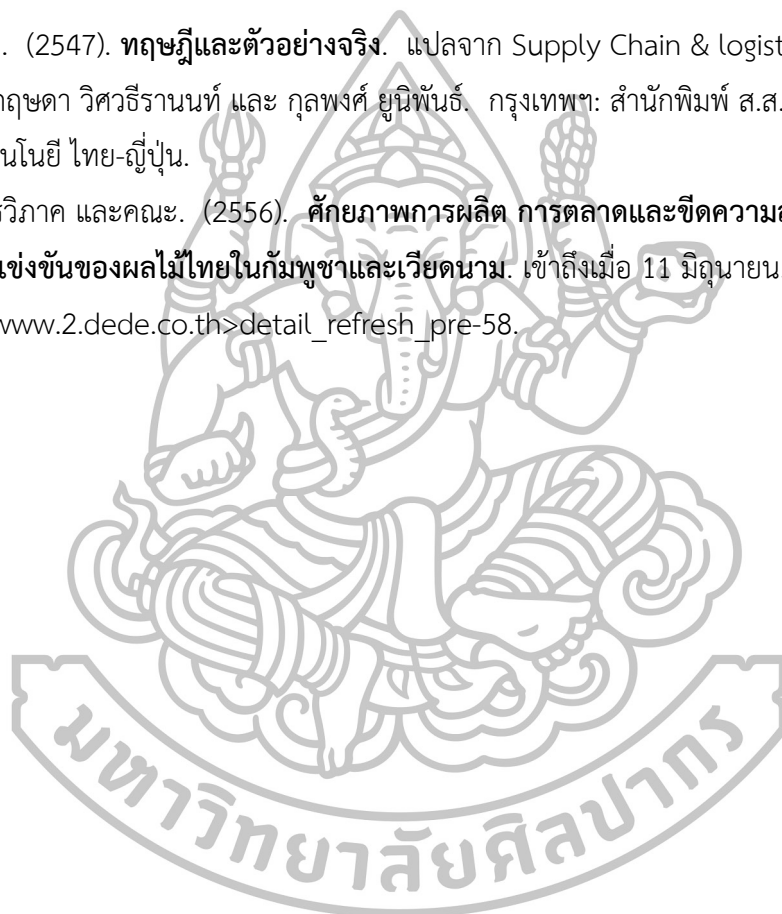 . (2547). ทฤษฎีและตัวอย่างจริง. แปลจาก Supply Chain & logist
ฤษดา วิศวธีรานนท์ และ กุลพงศ์ ยูนิพันธ์. กรุงเทพฯ: สำนักพิมพ์ ส.ส.
นโนยี ไทย-ญี่ปุ่น.
วิภาค และคณะ. (2556). ศักยภาพการผลิต การตลาดและขีดความส
แข่งขันของผลไม้ไทยในกัมพูชาและเวียดนาม. เข้าถึงเมื่อ 11 มิถุนายน
www.2.dede.co.th>detail_refresh_pre-58.
มหาวิทยาลัยศิลปากร